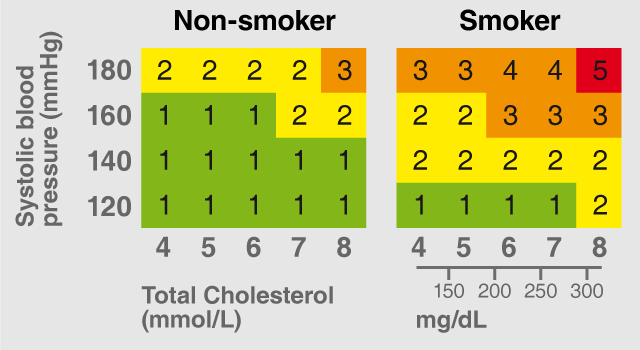 Non-smoker Smoker
Systolic blood
pressure (mmHg)
180 2 2 2 2 3 3 3 4 4 5
160 1 1 1 2 2 2 2 3 3 3
140 1 1 1 1 1 2 2 2 2 2
120 1 1 1 1 1 1 1 1 1 2
4 5 6 7 8 4 5 6 7 8
150 200 250 300
Total Cholesterol
(mmol/L)
mg/dL